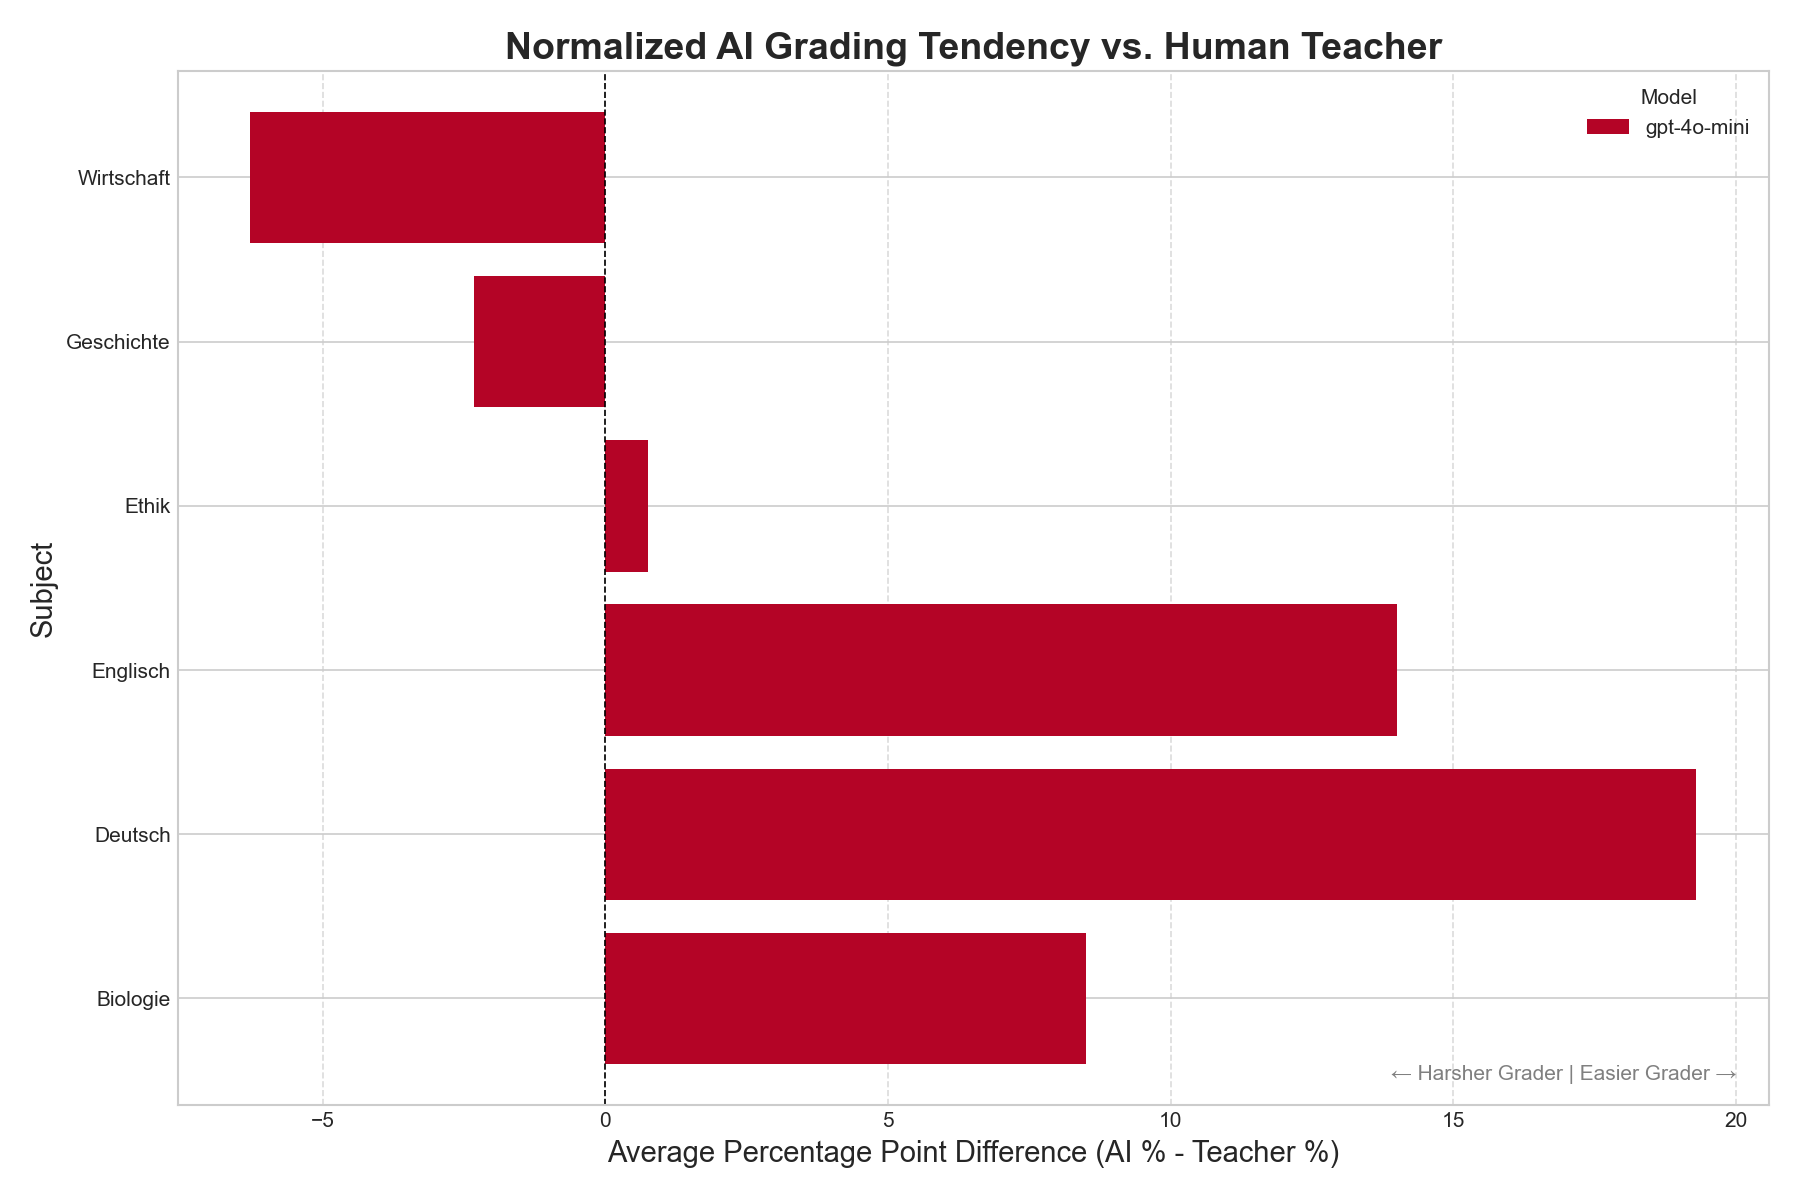 Normalized AI Grading Tendency vs. Human Teacher
Model
gpt-4o-mini
Wirtschaft
Geschichte
Ethik
Englisch
Deutsch
Biologie
Subject
← Harsher Grader | Easier Grader →
−5 0 5 10 15 20
Average Percentage Point Difference (AI % - Teacher %)